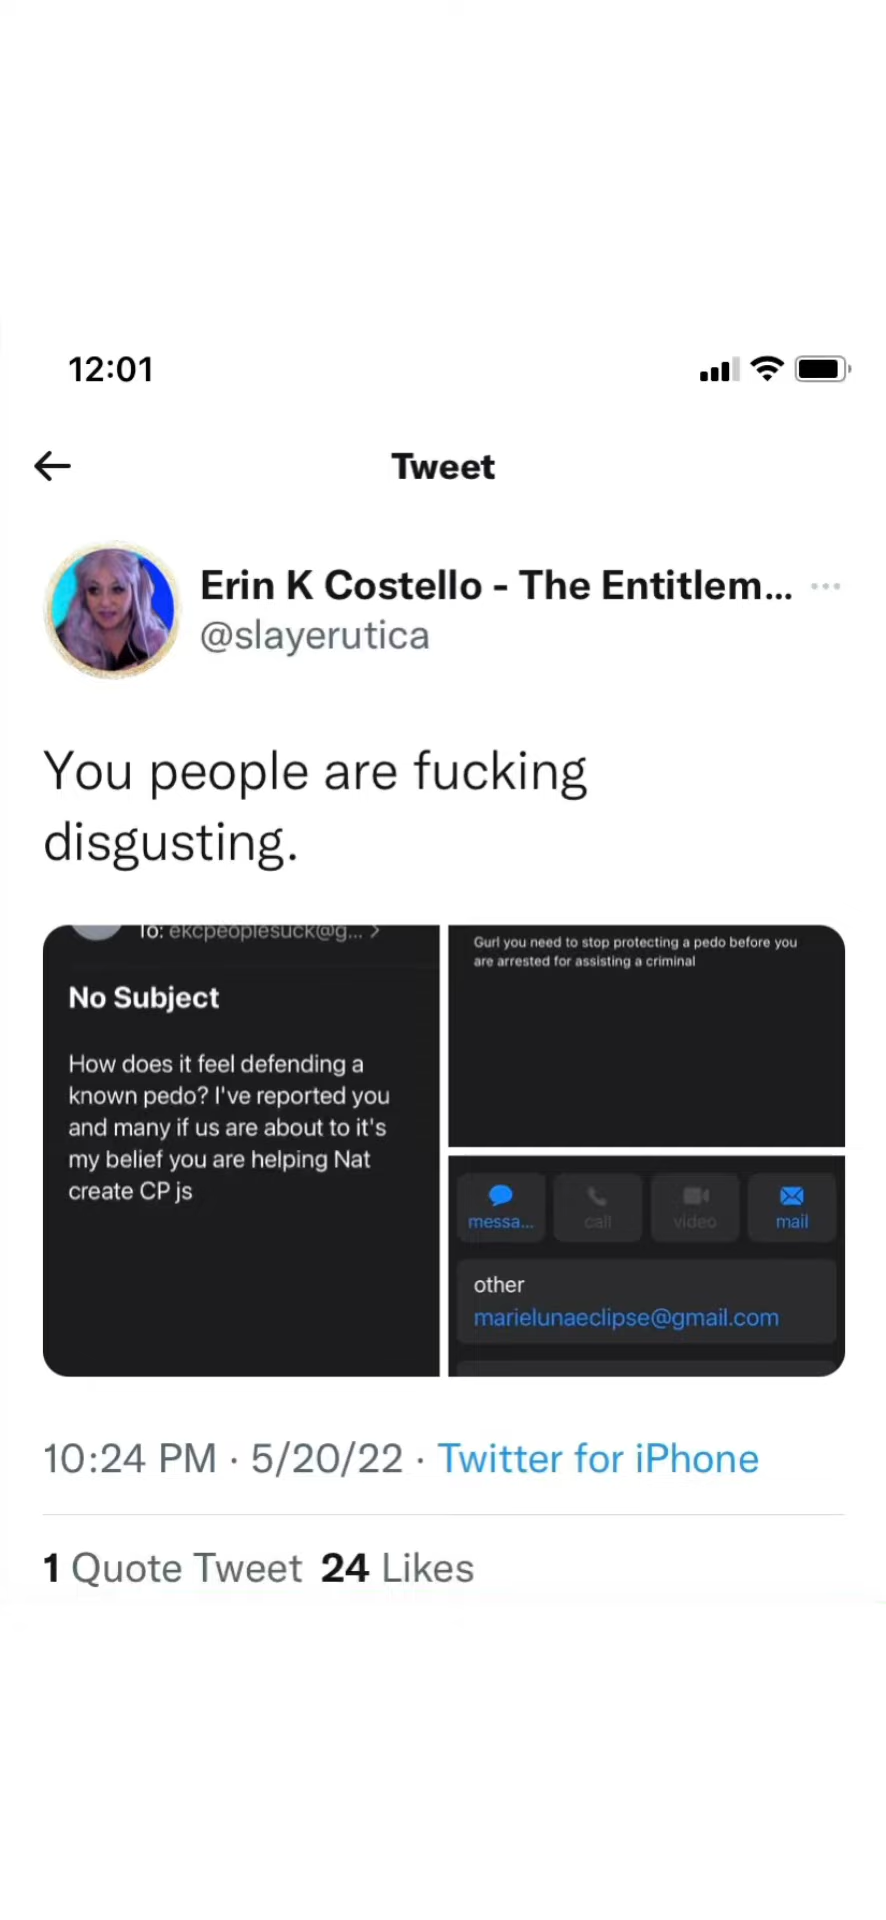 12:01
Tweet
Erin K Costello - The Entitlem...
@slayerutica
You people are fucking
disgusting.
To: ekcpeoplesuck@g...
No Subject
How does it feel defending a
known pedo? I've reported you
and many if us are about to it's
my belief you are helping Nat
create CP js
Gurl you need to stop protecting a pedo before you
are arrested for assisting a criminal
messa...
call
video
mail
other
marielunaeclipse@gmail.com
10:24 PM · 5/20/22 · Twitter for iPhone
1 Quote Tweet 24 Likes